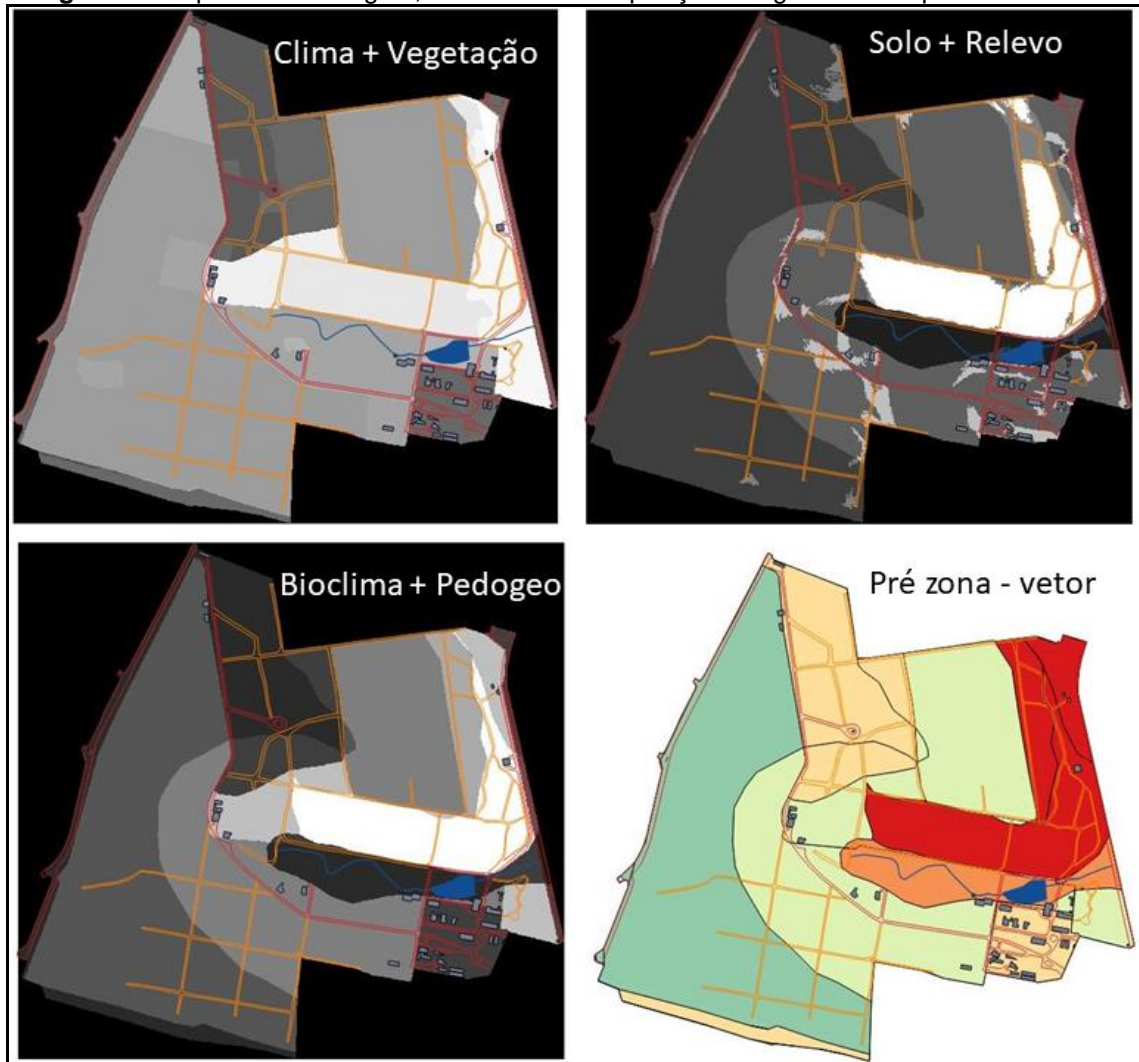 Clima + Vegetação
Solo + Relevo
Bioclima + Pedogeo
Pré zona - vetor